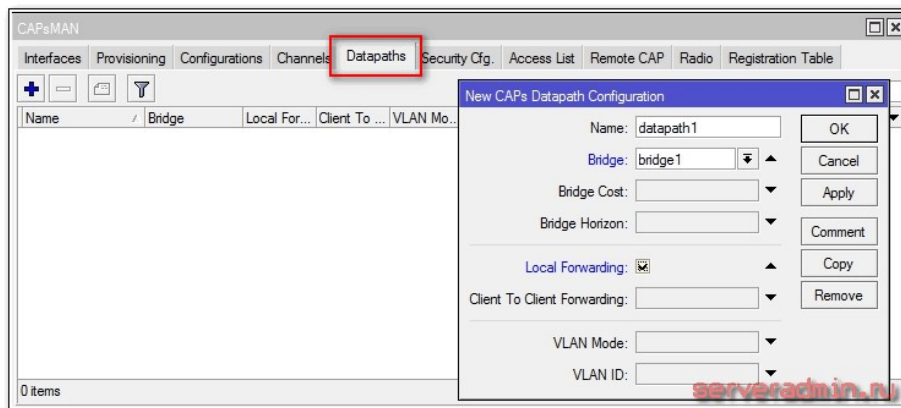 CAPsMAN
Interfaces Provisioning Configurations Channels Datapaths Security Cfg. Access List Remote CAP Radio Registration Table
Name Bridge Local For... Client To ... VLAN Mo...
New CAPs Datapath Configuration
Name: datapath1
OK
Bridge: bridge1
Cancel
Bridge Cost:
Apply
Bridge Horizon:
Comment
Local Forwarding:
Copy
Client To Client Forwarding:
Remove
VLAN Mode:
VLAN ID:
0 items
serveradmin.ru